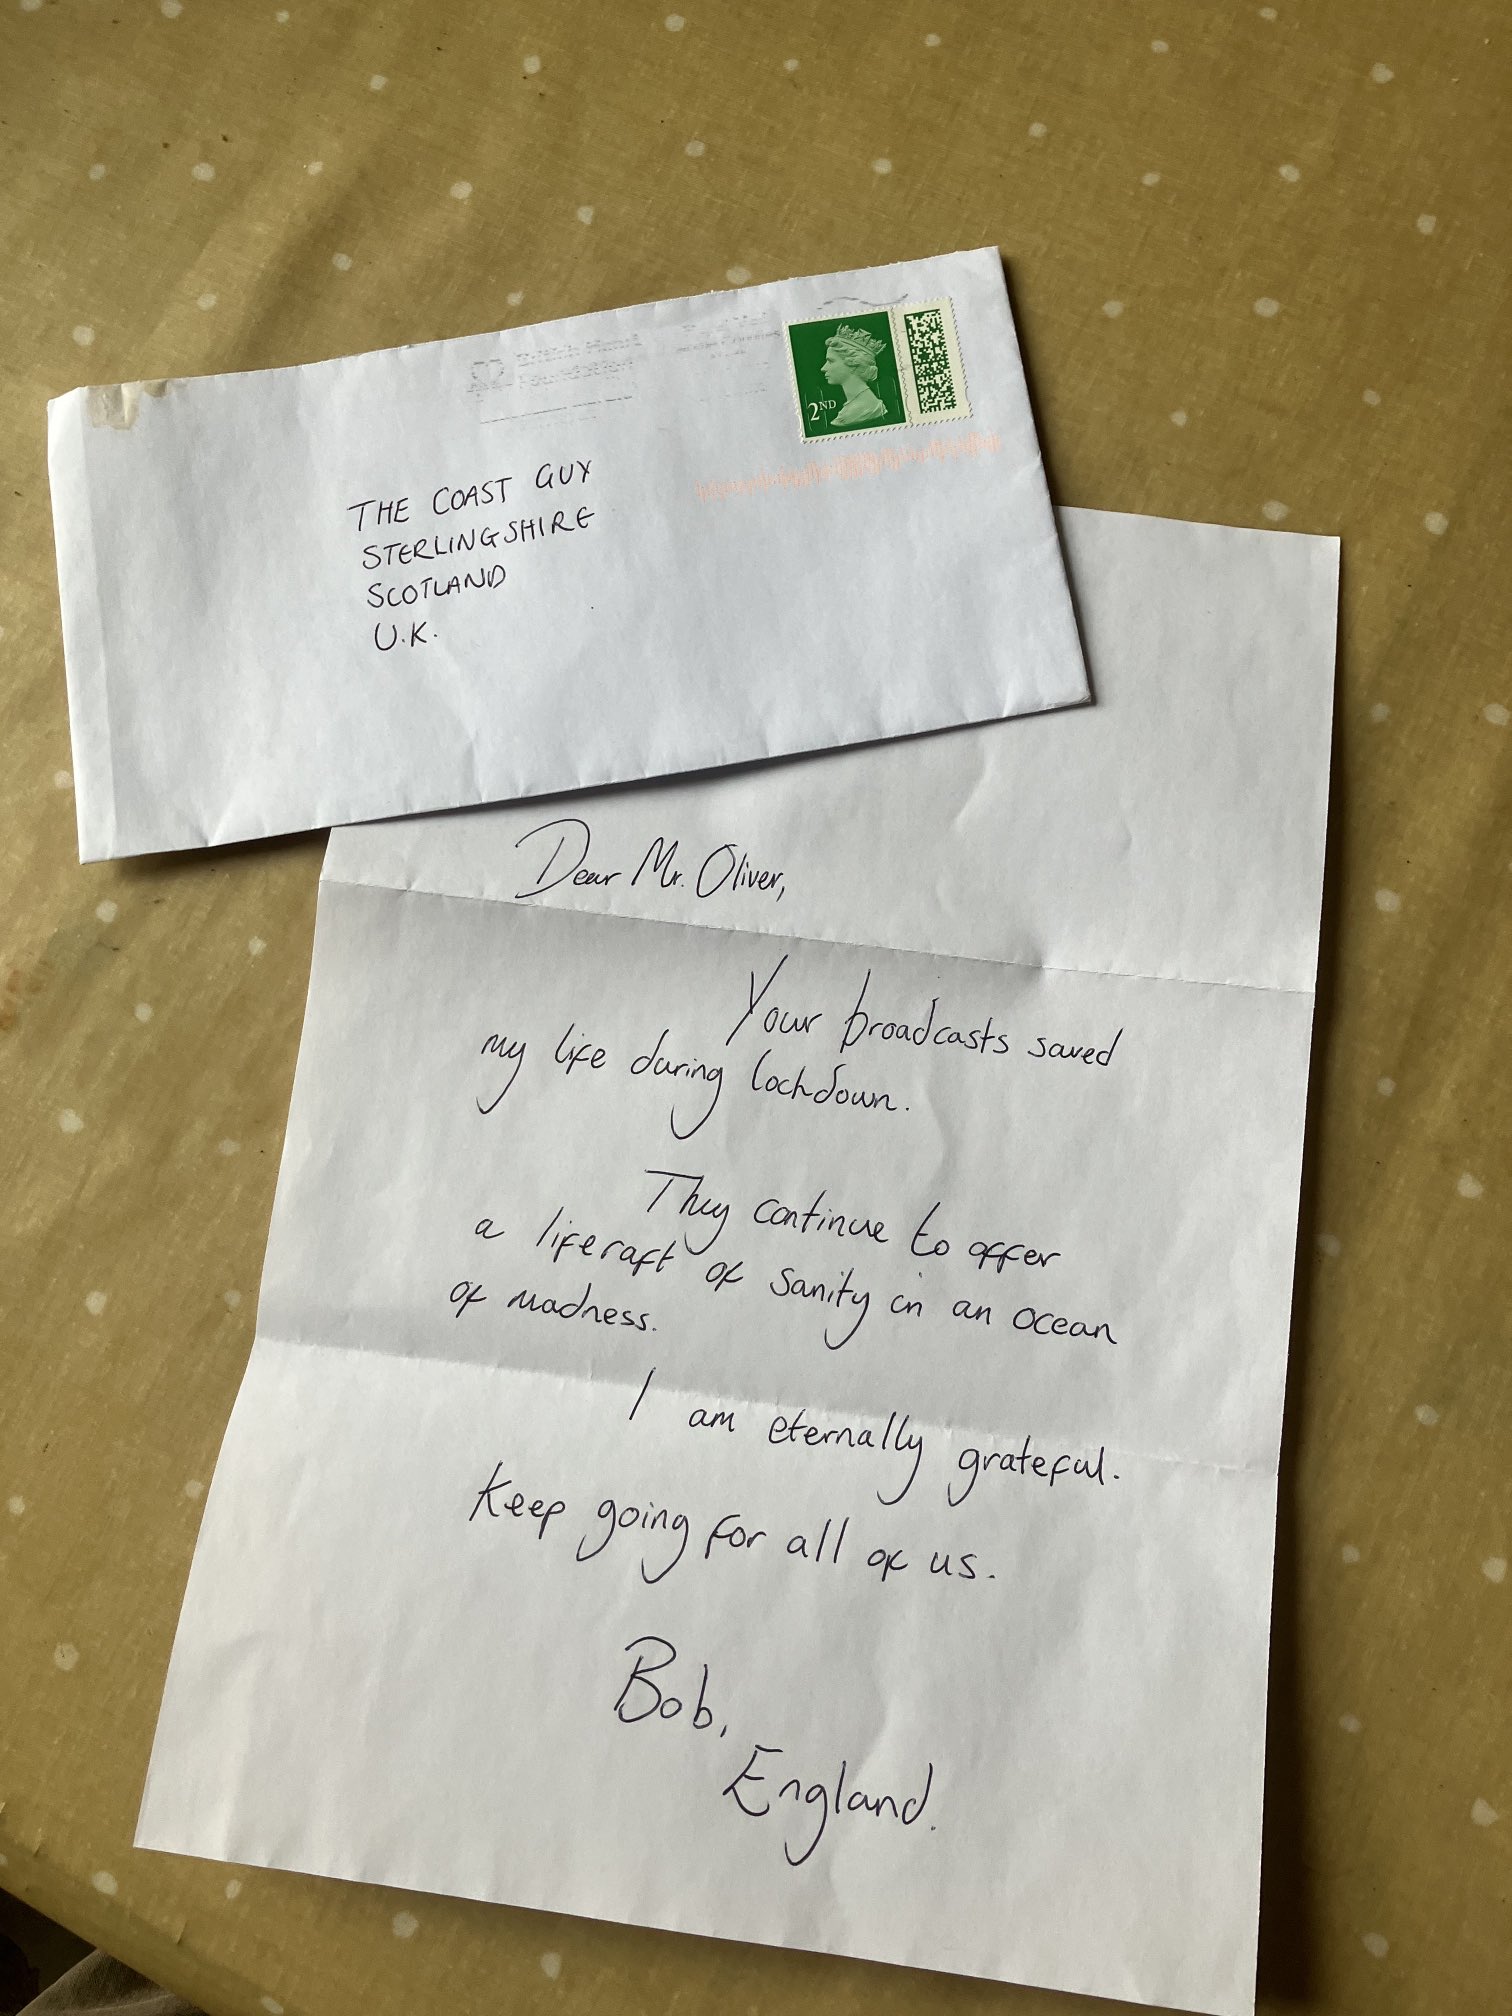 2ND
THE COAST GUY
STERLINGSHIRE
SCOTLAND
U.K.
Dear Mr. Oliver,
Your broadcasts saved
my life during lockdown.
They continue to offer
a liferaft of sanity in an ocean
of madness.
I am eternally grateful.
Keep going for all of us.
Bob,
England.